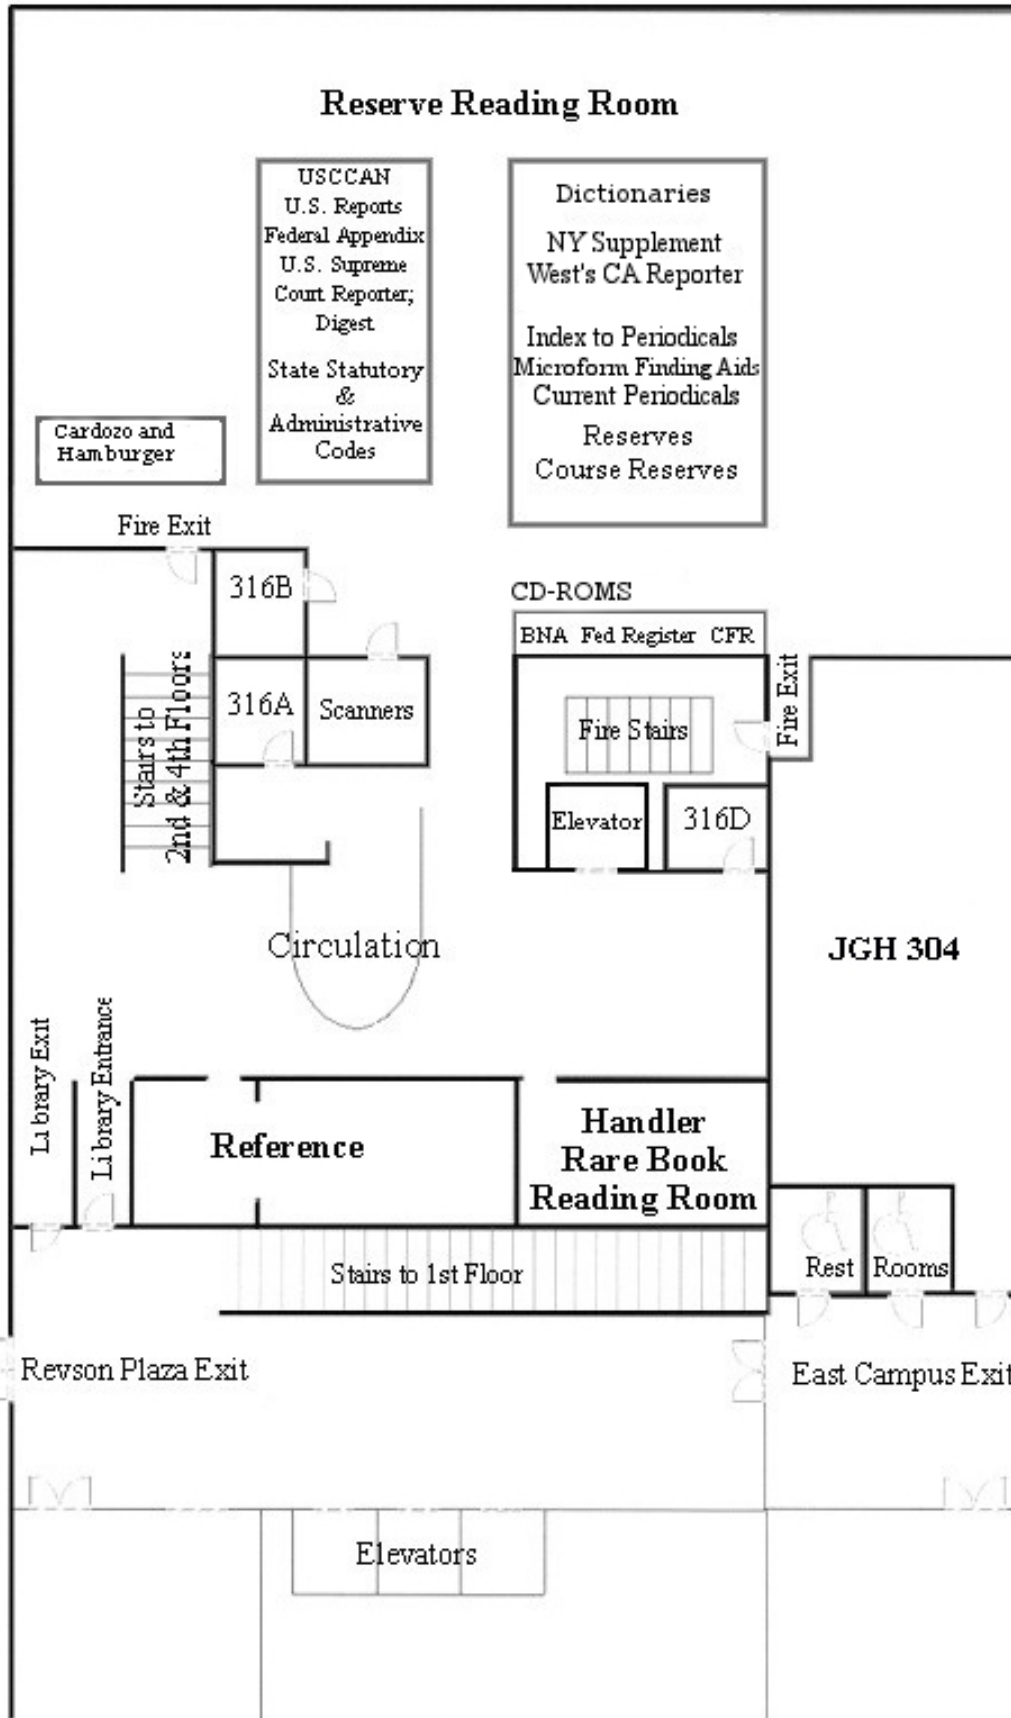 Reserve Reading Room
USCCAN
U.S. Reports
Federal Appendix
U.S. Supreme
Court Reporter;
Digest
State Statutory
&
Administrative
Codes
Dictionaries
NY Supplement
West's CA Reporter
Index to Periodicals
Microform Finding Aids
Current Periodicals
Reserves
Course Reserves
Cardozo and
Hamburger
Fire Exit
316B
CD-ROMS
BNA Fed Register CFR
Stairs to
2nd & 4th Floors
316A
Scanners
Fire Stairs
Fire Exit
Elevator
316D
Circulation
JGH 304
Library Exit
Library Entrance
Reference
Handler
Rare Book
Reading Room
Stairs to 1st Floor
Rest Rooms
Revson Plaza Exit
East Campus Exit
Elevators